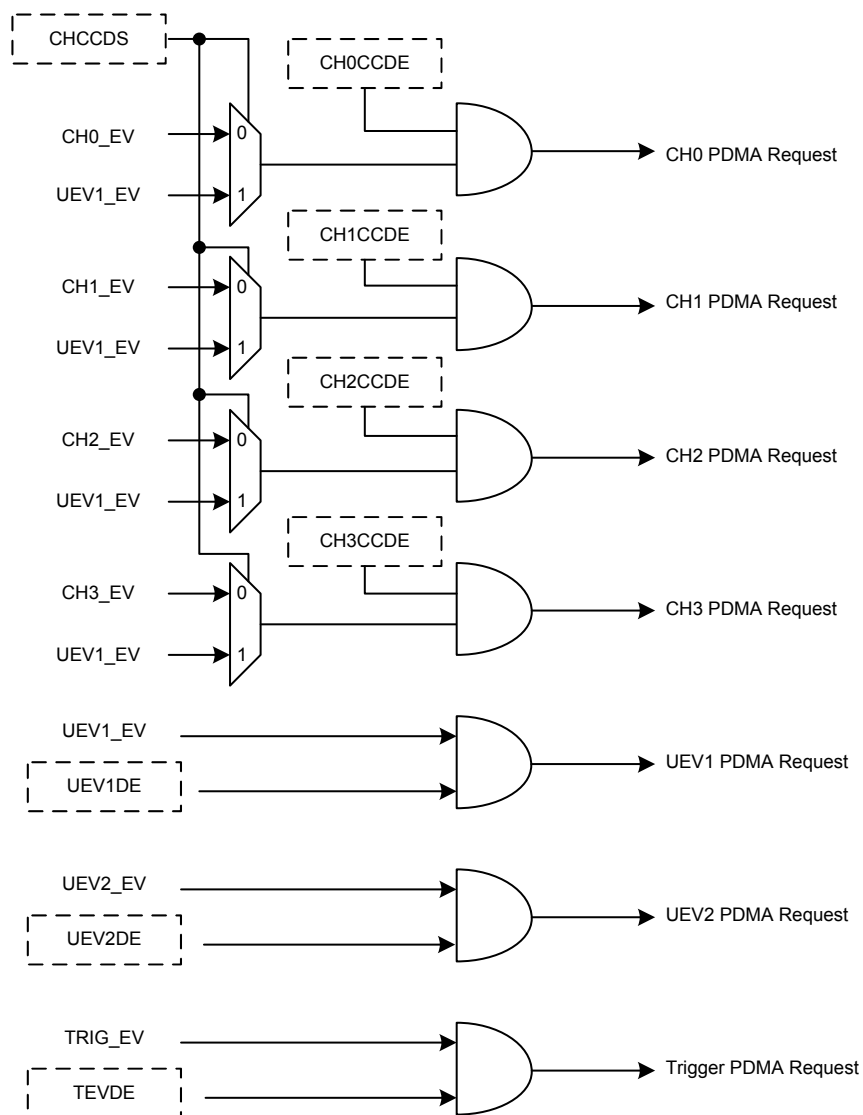 CHCCDS
CH0CCDE
CH0_EV
0
CH0 PDMA Request
UEV1_EV
1
CH1CCDE
CH1_EV
0
CH1 PDMA Request
UEV1_EV
1
CH2CCDE
CH2_EV
0
CH2 PDMA Request
UEV1_EV
1
CH3CCDE
CH3_EV
0
CH3 PDMA Request
UEV1_EV
1
UEV1_EV
UEV1 PDMA Request
UEV1DE
UEV2_EV
UEV2 PDMA Request
UEV2DE
TRIG_EV
Trigger PDMA Request
TEVDE